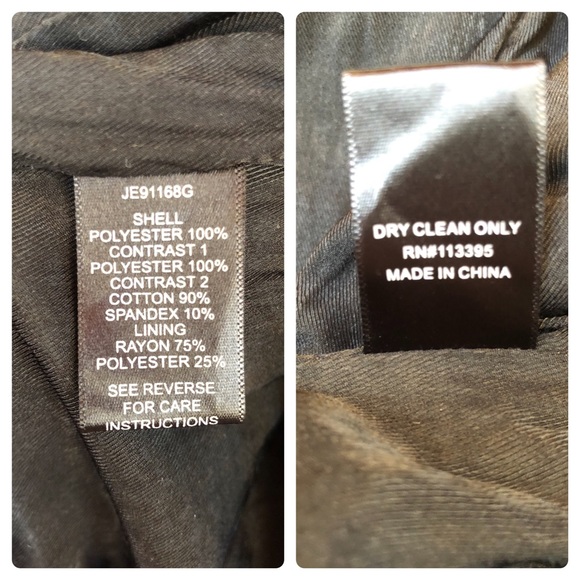 JE91168G
SHELL
POLYESTER 100%
CONTRAST 1
POLYESTER 100%
CONTRAST 2
COTTON 90%
SPANDEX 10%
LINING
RAYON 75%
POLYESTER 25%
SEE REVERSE
FOR CARE
INSTRUCTIONS
DRY CLEAN ONLY
RN#113395
MADE IN CHINA